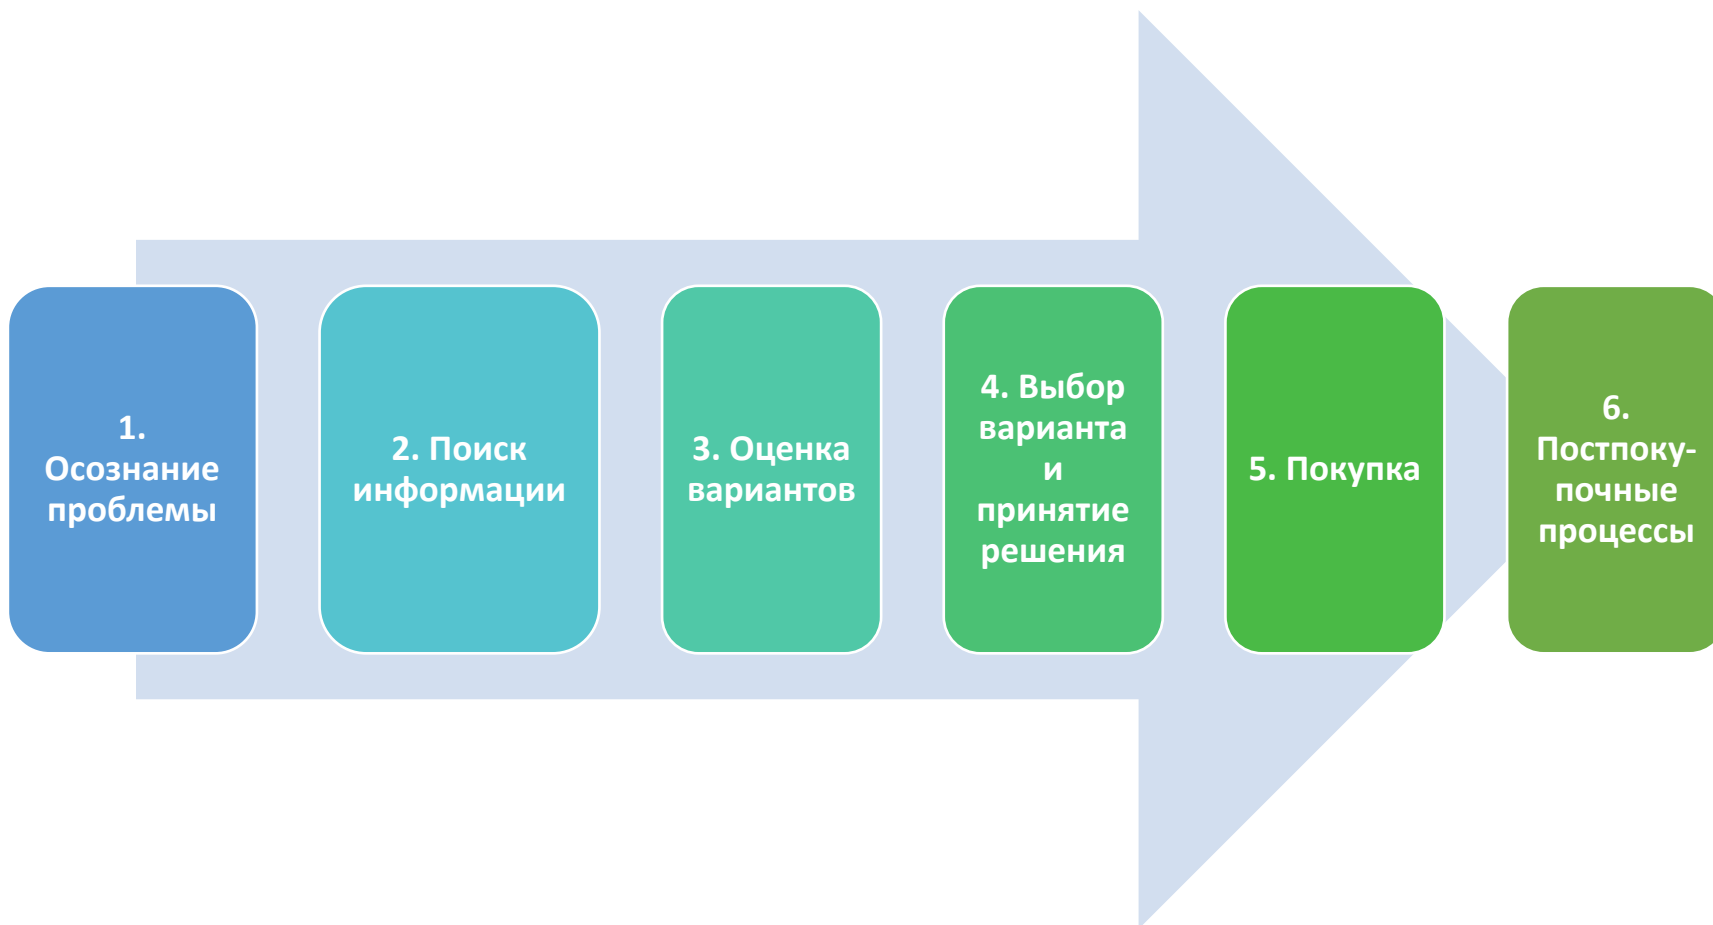 1.
Осознание
проблемы
2. Поиск
информации
3. Оценка
вариантов
4. Выбор
варианта
и
принятие
решения
5. Покупка
6.
Постпоку-
почные
процессы